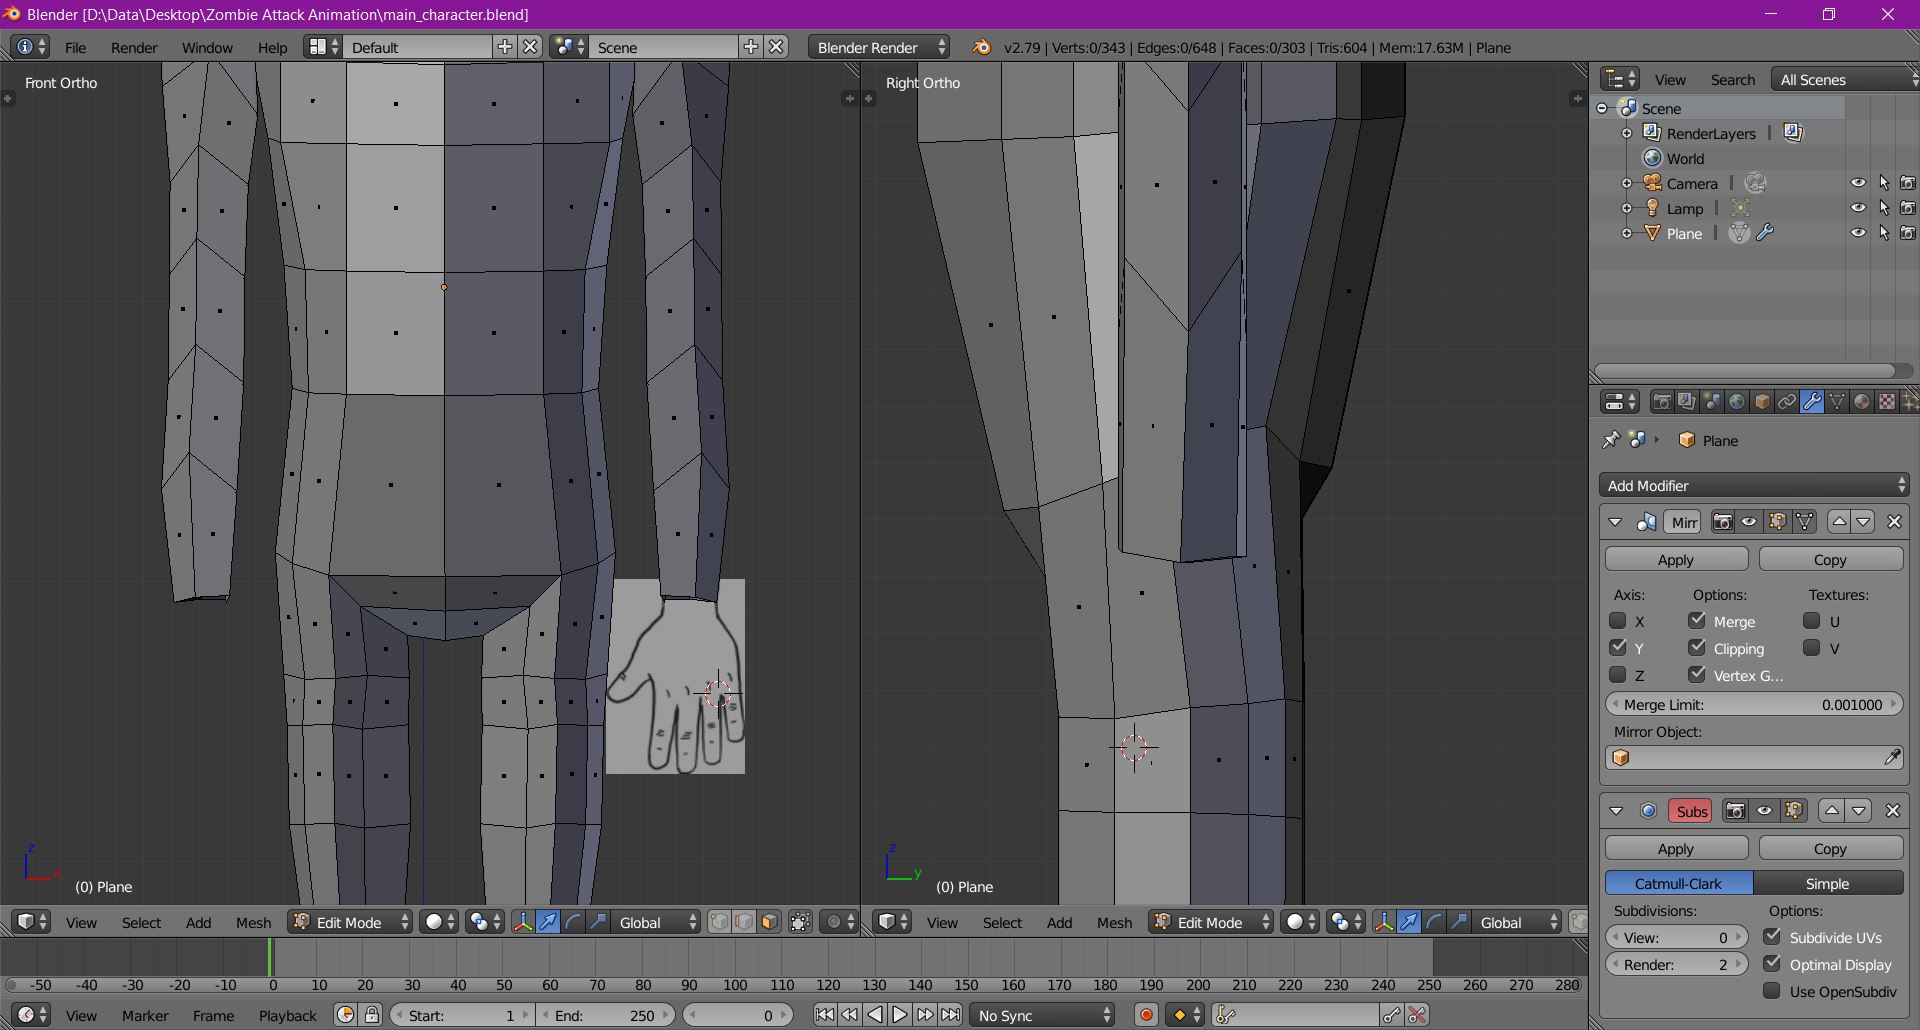 Blender [D:\Data\Desktop\Zombie Attack Animation\main_character.blend]
File Render Window Help Default Scene Blender Render v2.79 | Verts:0/343 | Edges:0/648 | Faces:0/303 | Tris:604 | Mem:17.63M | Plane
Front Ortho
Right Ortho
View Search All Scenes
Scene
RenderLayers
World
Camera
Lamp
Plane
Plane
Add Modifier
Mirr
Apply Copy
Axis: Options: Textures:
X Merge U
Y Clipping V
Z Vertex G...
Merge Limit: 0.001000
Mirror Object:
Subs
Apply Copy
Catmull-Clark Simple
Subdivisions: Options:
View: 0 Subdivide UVs
Render: 2 Optimal Display
Use OpenSubdiv
z
x
(0) Plane
z
y
(0) Plane
View Select Add Mesh Edit Mode Global
View Select Add Mesh Edit Mode Global
-50 -40 -30 -20 -10 0 10 20 30 40 50 60 70 80 90 100 110 120 130 140 150 160 170 180 190 200 210 220 230 240 250 260 270 280
View Marker Frame Playback Start: 1 End: 250 0 No Sync